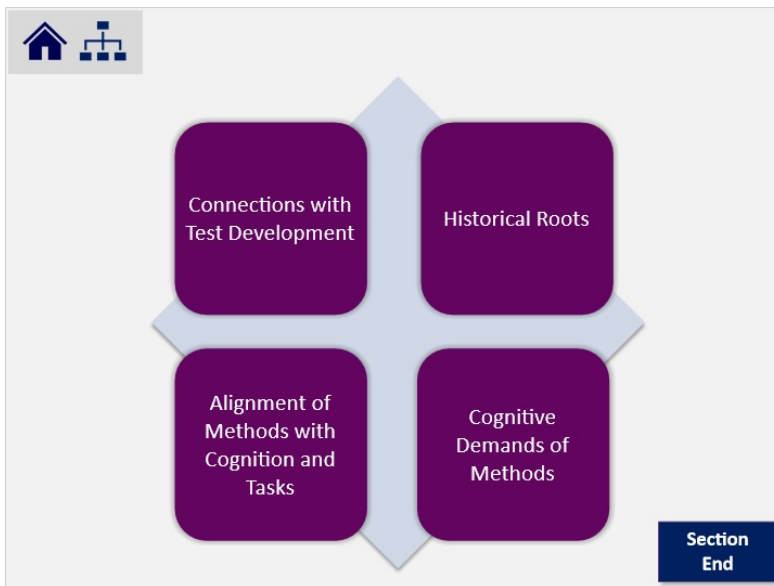 Connections with
Test Development
Historical Roots
Alignment of
Methods with
Cognition and
Tasks
Cognitive
Demands of
Methods
Section
End